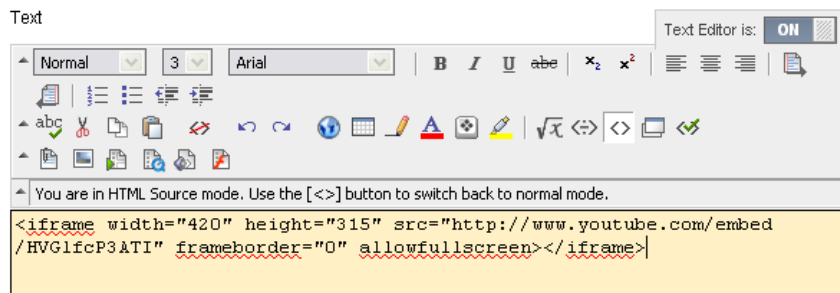 Text
Text Editor is: ON
Normal 3 Arial B I U abc x₂ x²
abc √x
You are in HTML Source mode. Use the [<>] button to switch back to normal mode.
<iframe width="420" height="315" src="http://www.youtube.com/embed
/HVGlfcP3ATI" frameborder="0" allowfullscreen></iframe>